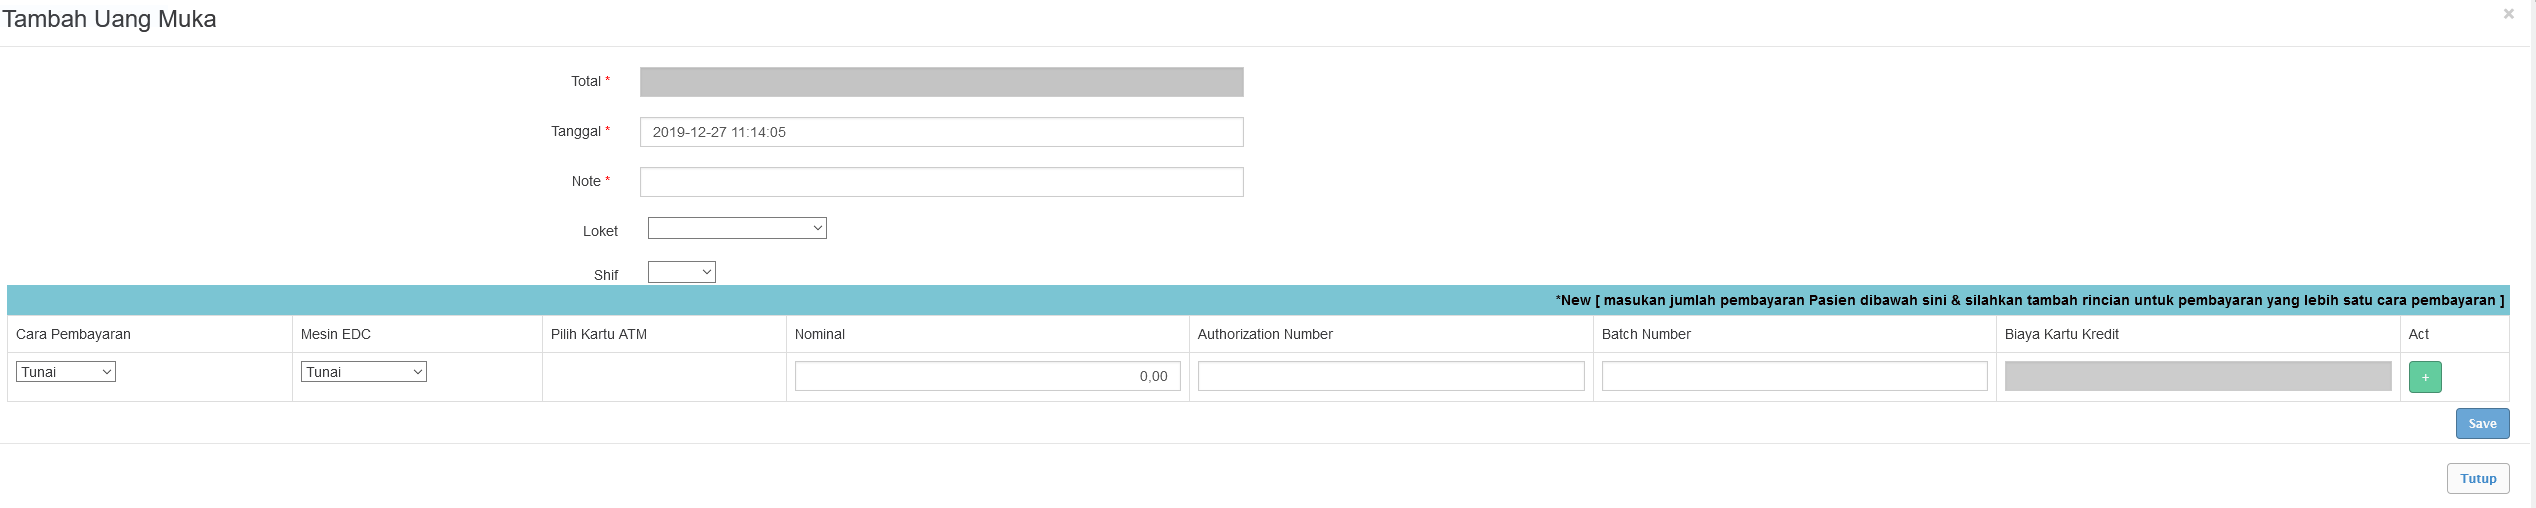 Tambah Uang Muka
×
Total *
Tanggal * 2019-12-27 11:14:05
Note *
Loket
Shif
*New [ masukan jumlah pembayaran Pasien dibawah sini & silahkan tambah rincian untuk pembayaran yang lebih satu cara pembayaran ]
Cara Pembayaran Mesin EDC Pilih Kartu ATM Nominal Authorization Number Batch Number Biaya Kartu Kredit Act
Tunai Tunai 0,00 +
Save
Tutup